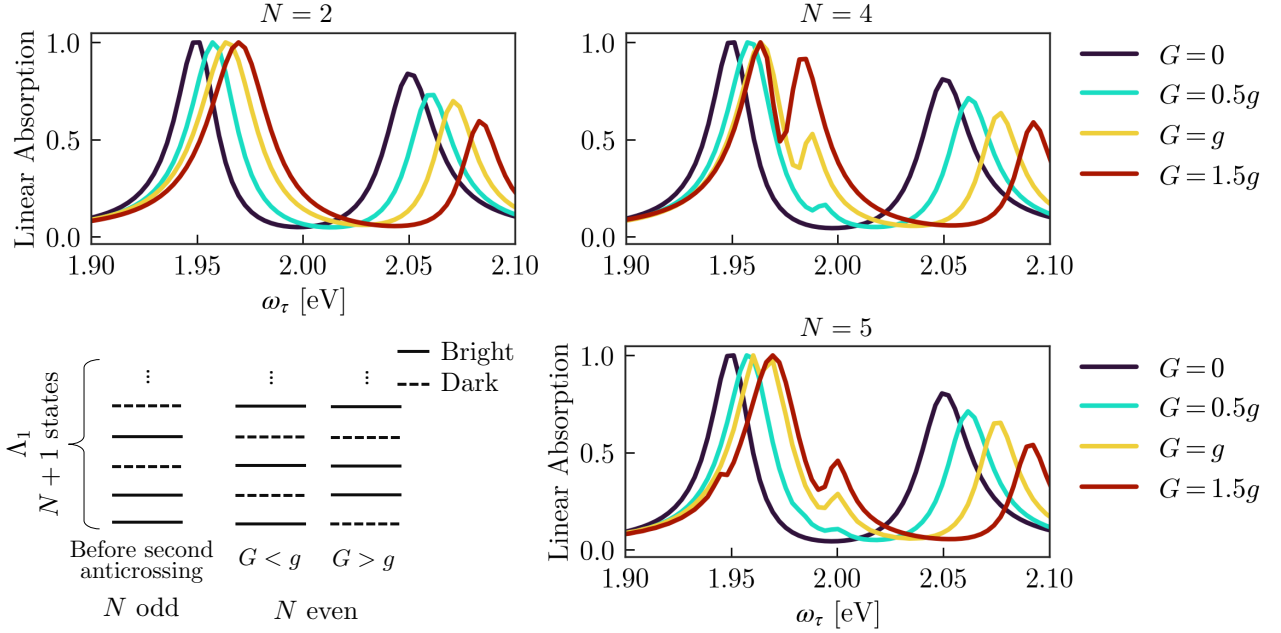 N = 2
Linear Absorption
1.0
0.5
0.0
1.90 1.95 2.00 2.05 2.10
ω_τ [eV]
N = 4
Linear Absorption
1.0
0.5
0.0
1.90 1.95 2.00 2.05 2.10
G = 0
G = 0.5g
G = g
G = 1.5g
Λ₁
N + 1 states
⋮ ⋮ ⋮
Bright
Dark
Before second
anticrossing
G < g
G > g
N odd
N even
N = 5
Linear Absorption
1.0
0.5
0.0
1.90 1.95 2.00 2.05 2.10
ω_τ [eV]
G = 0
G = 0.5g
G = g
G = 1.5g